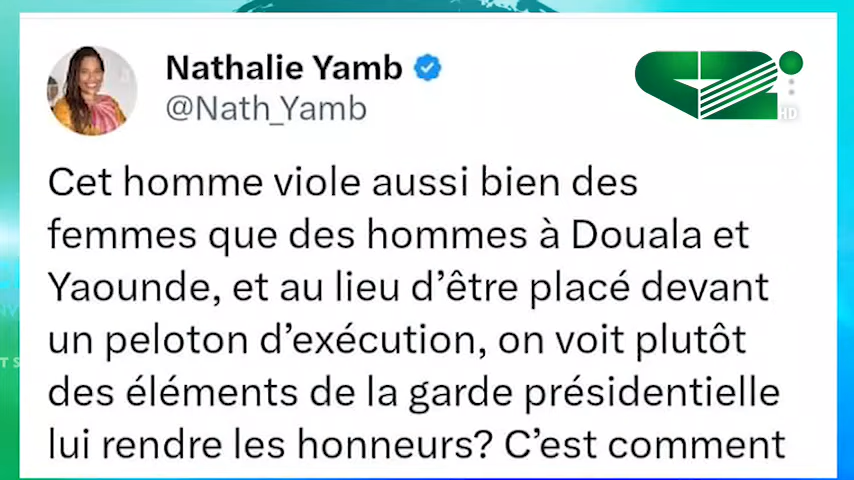 Nathalie Yamb
@Nath_Yamb
HD
Cet homme viole aussi bien des
femmes que des hommes à Douala et
Yaounde, et au lieu d'être placé devant
un peloton d'exécution, on voit plutôt
des éléments de la garde présidentielle
lui rendre les honneurs? C'est comment